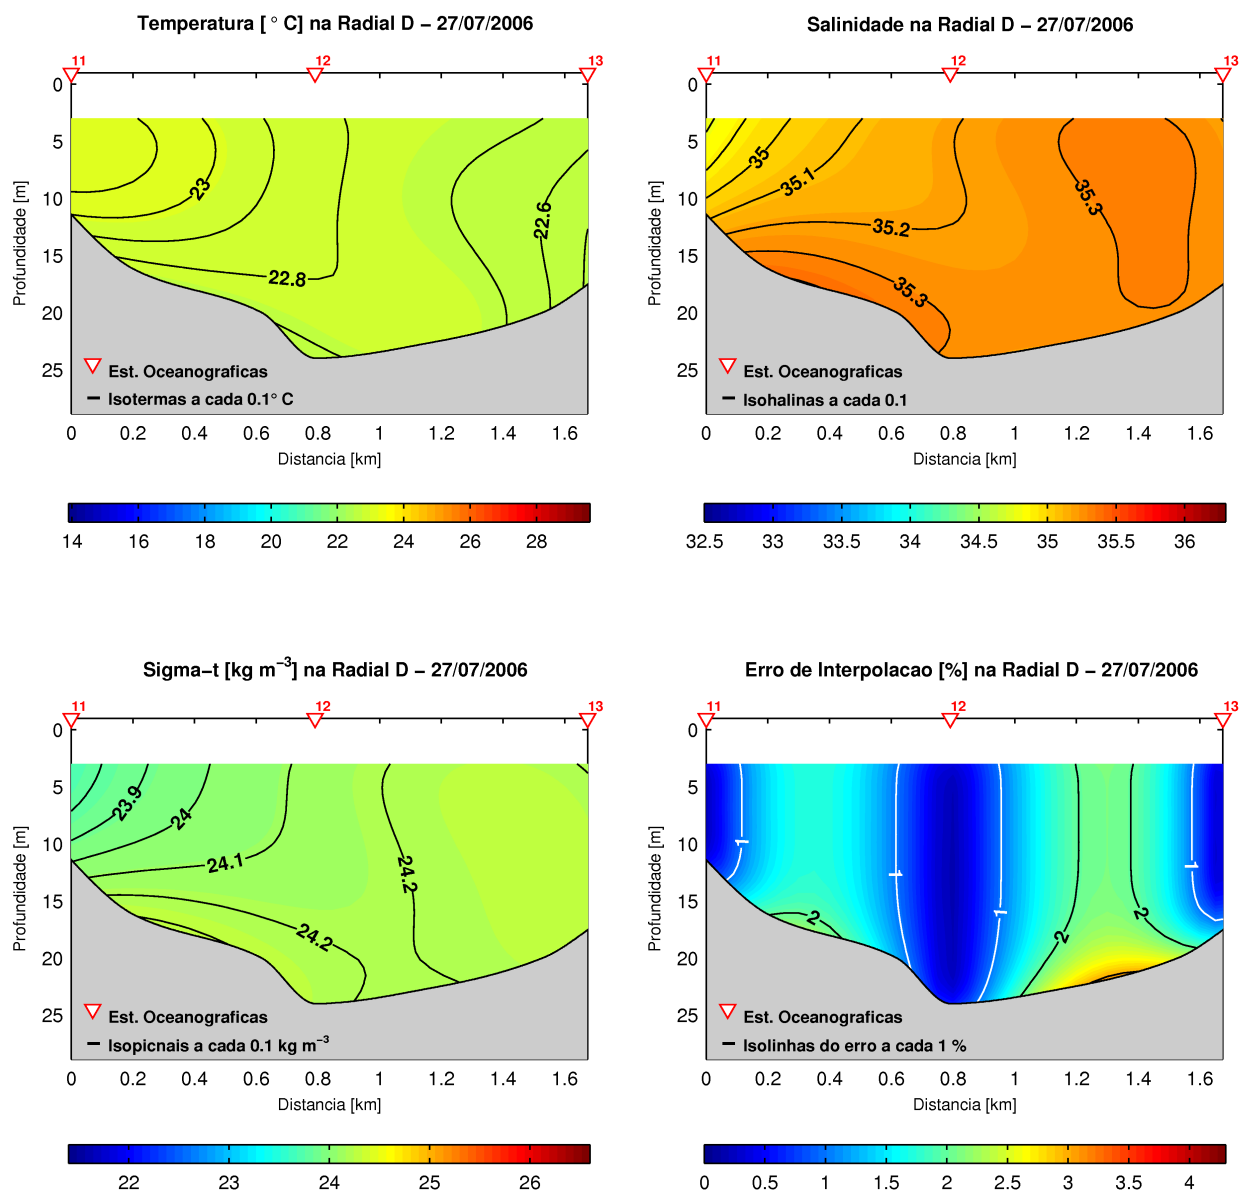 Temperatura [ ° C] na Radial D − 27/07/2006
11 12 13
0
5
10
15
20
25
Profundidade [m]
23
22.8
22.6
Est. Oceanograficas
Isotermas a cada 0.1° C
0 0.2 0.4 0.6 0.8 1 1.2 1.4 1.6
Distancia [km]
14 16 18 20 22 24 26 28
Salinidade na Radial D − 27/07/2006
11 12 13
0
5
10
15
20
25
Profundidade [m]
35
35.1
35.2
35.3
35.3
Est. Oceanograficas
Isohalinas a cada 0.1
0 0.2 0.4 0.6 0.8 1 1.2 1.4 1.6
Distancia [km]
32.5 33 33.5 34 34.5 35 35.5 36
Sigma−t [kg m⁻³] na Radial D − 27/07/2006
11 12 13
0
5
10
15
20
25
Profundidade [m]
23.9
24
24.1
24.2
24.2
Est. Oceanograficas
Isopicnais a cada 0.1 kg m⁻³
0 0.2 0.4 0.6 0.8 1 1.2 1.4 1.6
Distancia [km]
22 23 24 25 26
Erro de Interpolacao [%] na Radial D − 27/07/2006
11 12 13
0
5
10
15
20
25
Profundidade [m]
1
1
1
1
2
2
2
Est. Oceanograficas
Isolinhas do erro a cada 1 %
0 0.2 0.4 0.6 0.8 1 1.2 1.4 1.6
Distancia [km]
0 0.5 1 1.5 2 2.5 3 3.5 4